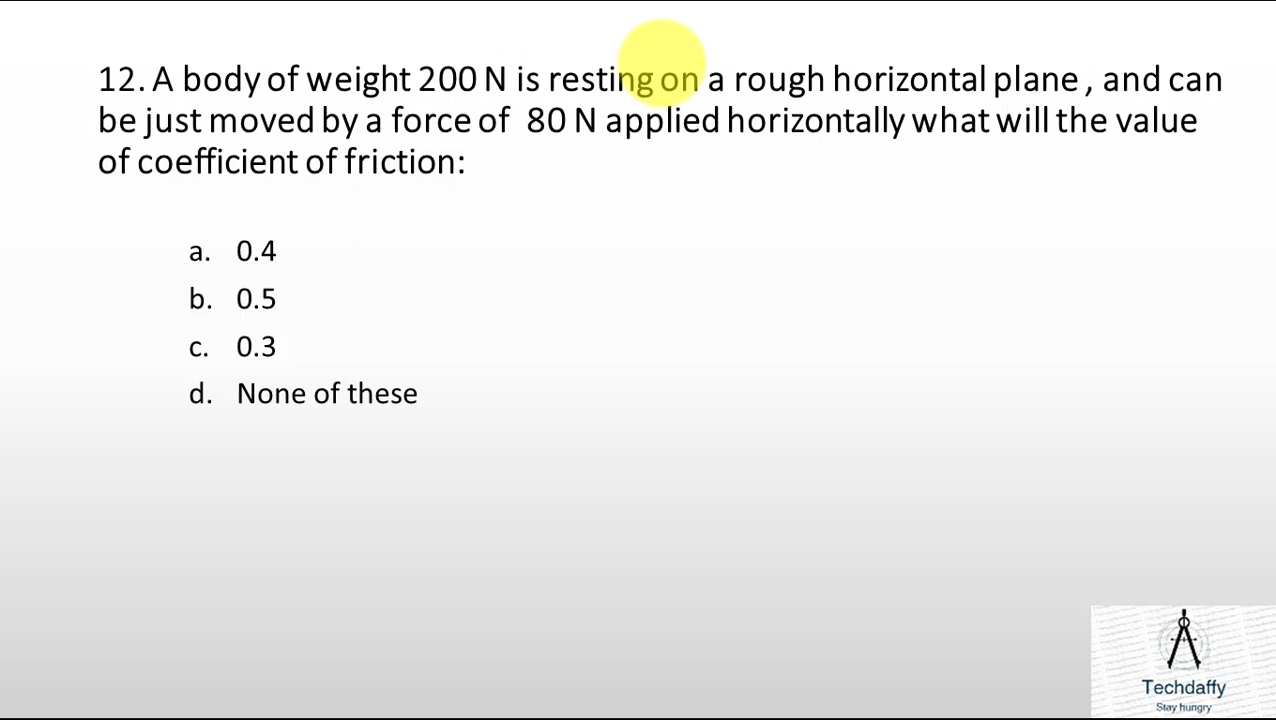 12. A body of weight 200 N is resting on a rough horizontal plane , and can
be just moved by a force of 80 N applied horizontally what will the value
of coefficient of friction:
a. 0.4
b. 0.5
c. 0.3
d. None of these
Techdaffy
Stay hungry